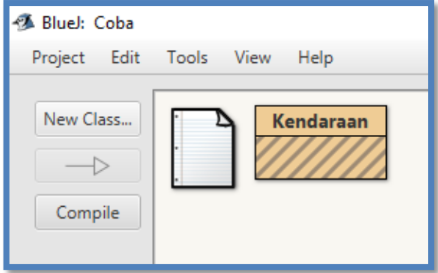 BlueJ: Coba
Project Edit Tools View Help
New Class...
Kendaraan
Compile